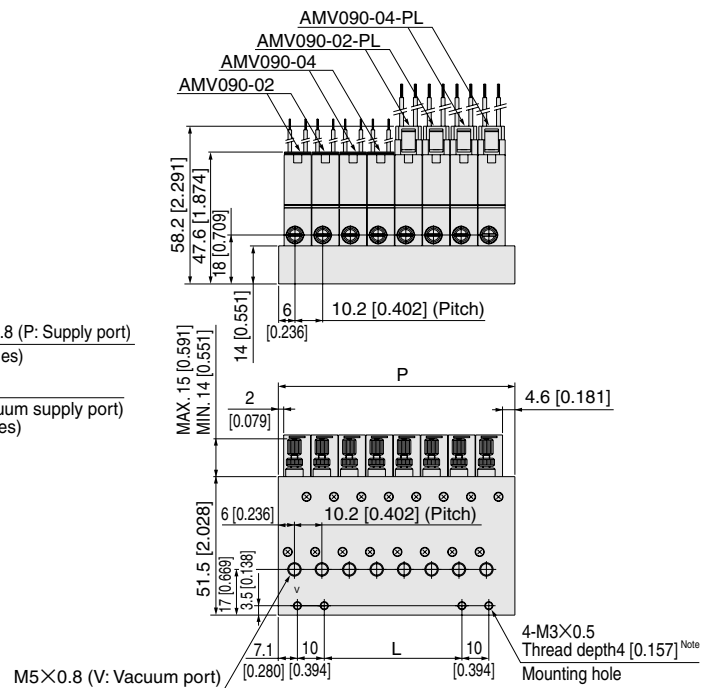 AMV090-04-PL
AMV090-02-PL
AMV090-04
AMV090-02
58.2 [2.291]
47.6 [1.874]
18 [0.709]
14 [0.551]
6
[0.236]
10.2 [0.402] (Pitch)
.8 (P: Supply port)
es)
uum supply port)
es)
P
MAX. 15 [0.591]
MIN. 14 [0.551]
2
[0.079]
4.6 [0.181]
6 [0.236]
10.2 [0.402] (Pitch)
51.5 [2.028]
17 [0.669]
3.5 [0.138]
v
7.1
[0.280]
10
[0.394]
L
10
[0.394]
4-M3×0.5
Thread depth4 [0.157] Note
Mounting hole
M5×0.8 (V: Vacuum port)